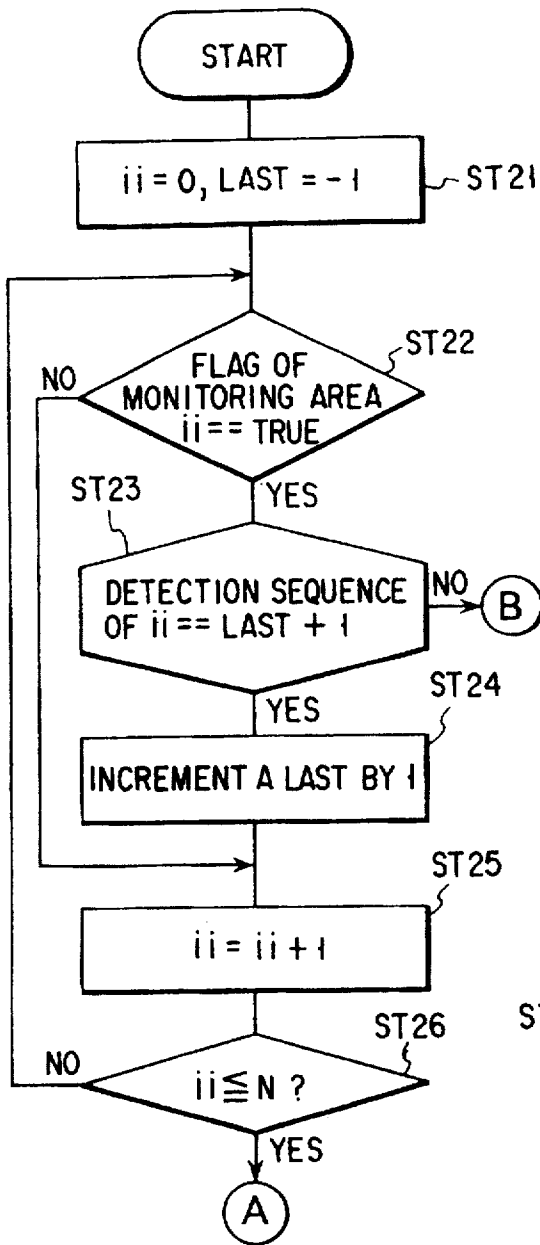 START
ii = 0, LAST = -1
ST21
ST22
NO
FLAG OF
MONITORING AREA
ii == TRUE
YES
ST23
DETECTION SEQUENCE
OF ii == LAST + 1
NO
B
YES
ST24
INCREMENT A LAST BY 1
ST25
ii = ii + 1
ST26
NO
ii ≦ N ?
YES
A